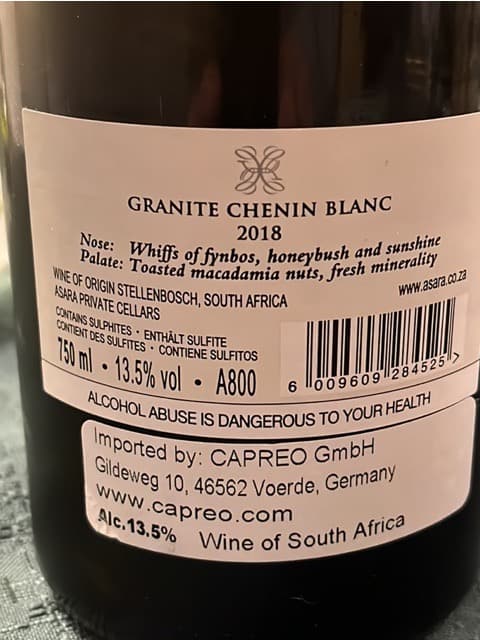 GRANITE CHENIN BLANC
2018
Nose: Whiffs of fynbos, honeybush and sunshine
Palate: Toasted macadamia nuts, fresh minerality
WINE OF ORIGIN STELLENBOSCH, SOUTH AFRICA
www.asara.co.za
ASARA PRIVATE CELLARS
CONTAINS SULPHITES • ENTHÄLT SULFITE
CONTIENT DES SULFITES • CONTIENE SULFITOS
750 ml • 13.5% vol • A800
6 009609 284525 >
ALCOHOL ABUSE IS DANGEROUS TO YOUR HEALTH
Imported by: CAPREO GmbH
Gildeweg 10, 46562 Voerde, Germany
www.capreo.com
Alc.13.5% Wine of South Africa